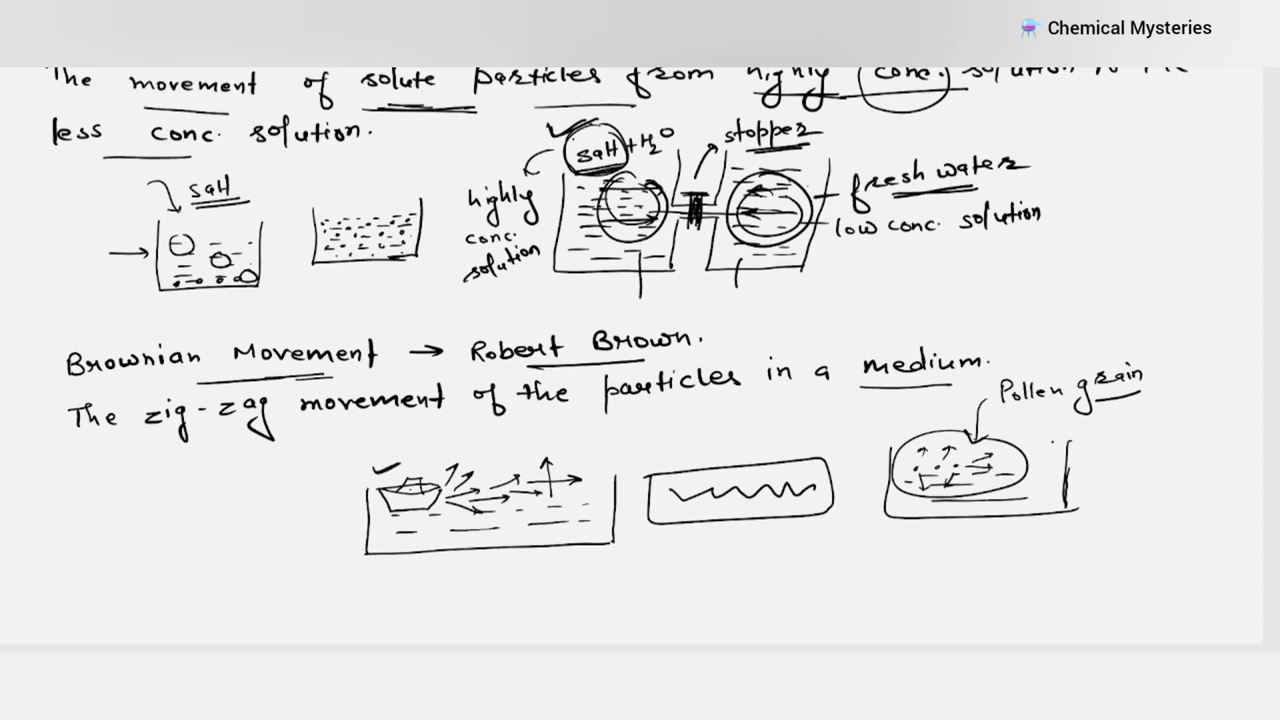 Chemical Mysteries
The movement of solute particles from highly conc. solution to the
less conc. solution.
salt
salt + H2O
stopper
highly
conc.
solution
fresh water
low conc. solution
Brownian Movement → Robert Brown.
The zig-zag movement of the particles in a medium.
Pollen grain